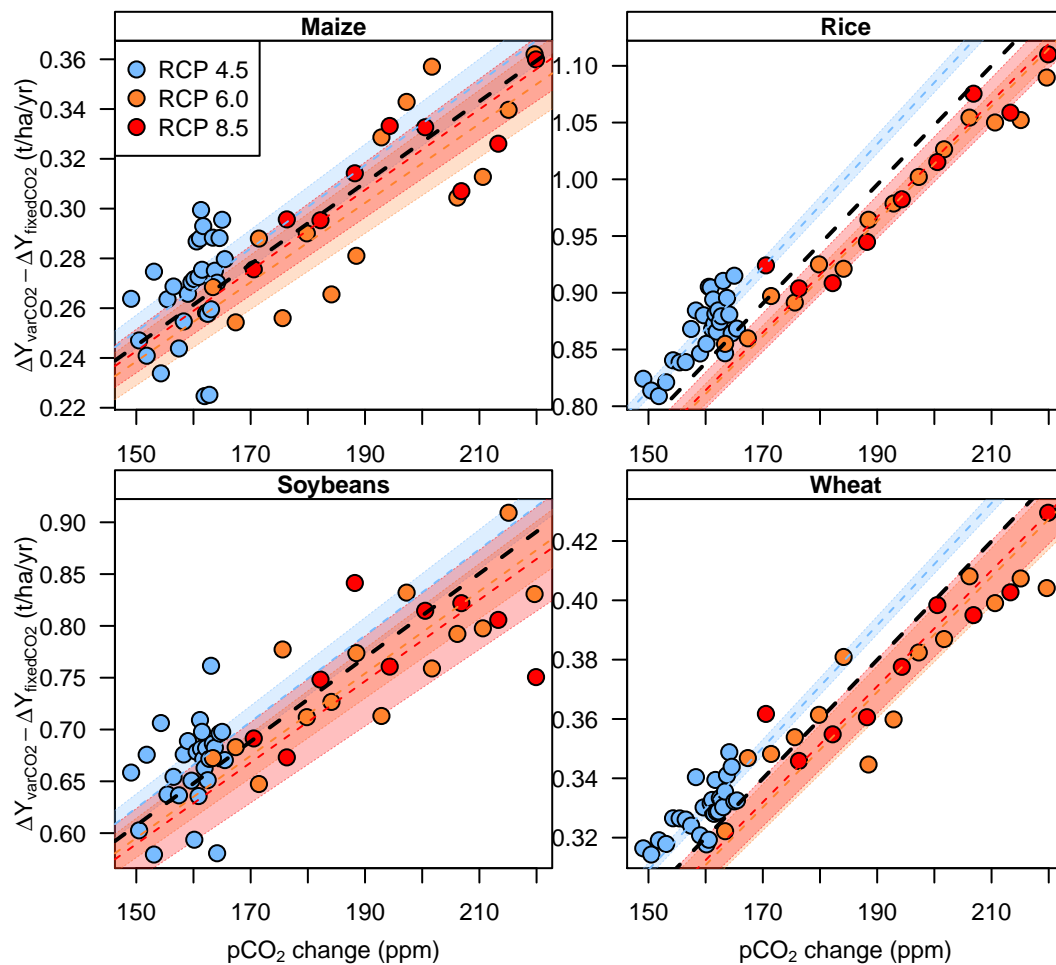 Maize
Rice
RCP 4.5
RCP 6.0
RCP 8.5
ΔY_varCO2 − ΔY_fixedCO2 (t/ha/yr)
0.36
0.34
0.32
0.30
0.28
0.26
0.24
0.22
150 170 190 210
1.10
1.05
1.00
0.95
0.90
0.85
0.80
150 170 190 210
Soybeans
Wheat
ΔY_varCO2 − ΔY_fixedCO2 (t/ha/yr)
0.90
0.85
0.80
0.75
0.70
0.65
0.60
150 170 190 210
pCO₂ change (ppm)
0.42
0.40
0.38
0.36
0.34
0.32
150 170 190 210
pCO₂ change (ppm)